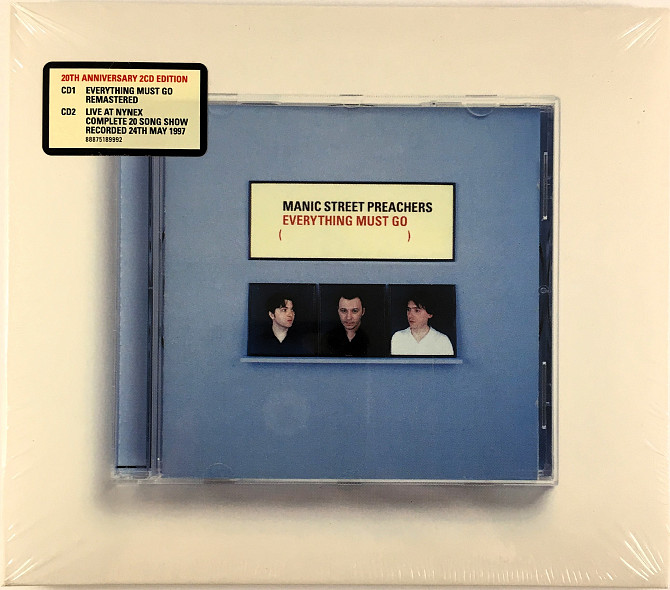 20TH ANNIVERSARY 2CD EDITION
CD1 EVERYTHING MUST GO
REMASTERED
CD2 LIVE AT NYNEX
COMPLETE 20 SONG SHOW
RECORDED 24TH MAY 1997
88875189992
MANIC STREET PREACHERS
EVERYTHING MUST GO
( )